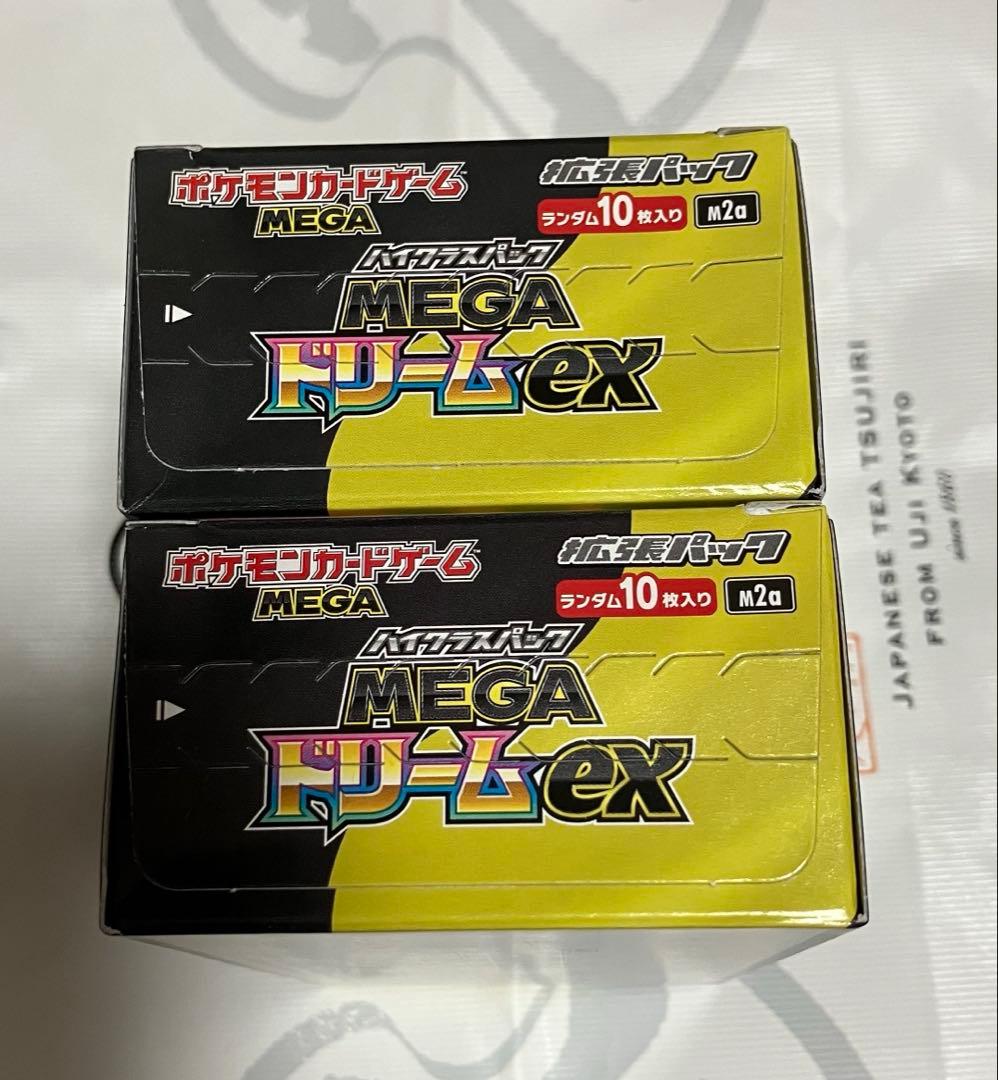 ポケモンカードゲーム
MEGA
拡張パック
ランダム10枚入り M2a
ハイクラスパック
MEGA
ドリームex
ポケモンカードゲーム
MEGA
拡張パック
ランダム10枚入り M2a
ハイクラスパック
MEGA
ドリームex
JAPANESE TEA TSUJIRI
FROM UJI KYOTO